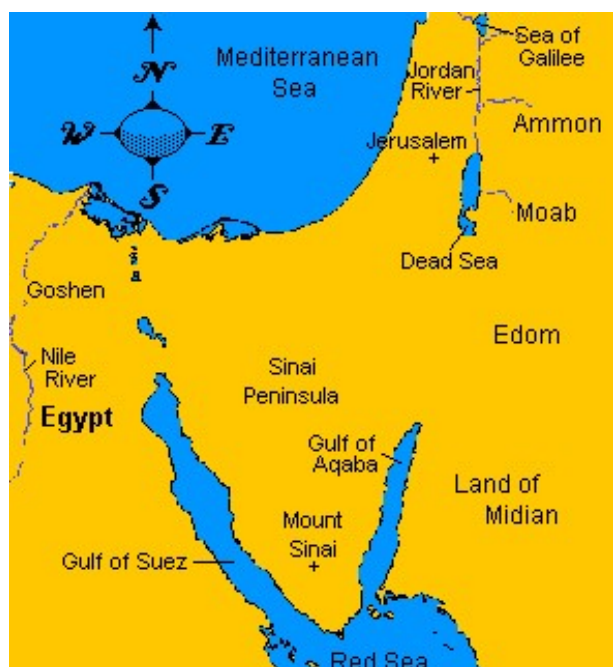 Mediterranean
Sea
Sea of
Galilee
Jordan
River
N
W
E
S
Jerusalem
Ammon
Moab
Dead Sea
Goshen
Edom
Nile
River
Egypt
Sinai
Peninsula
Gulf of
Aqaba
Land of
Midian
Mount
Sinai
Gulf of Suez
Red Sea